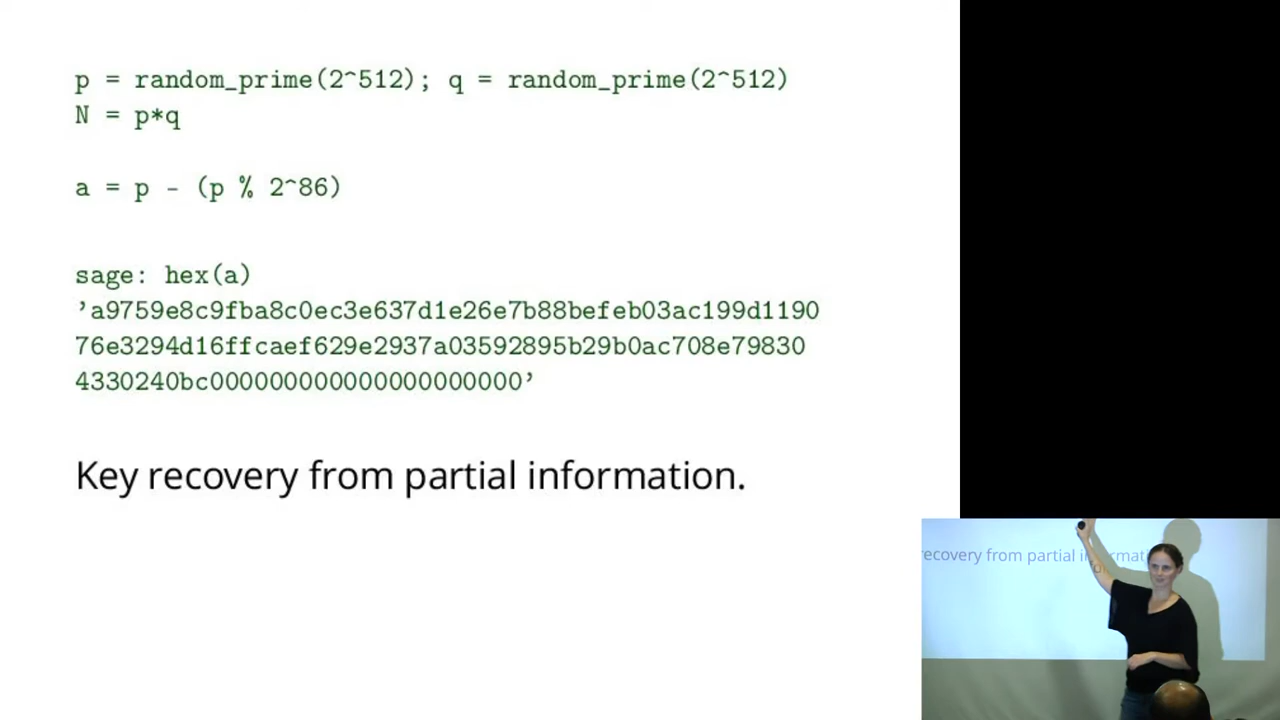 p = random_prime(2^512); q = random_prime(2^512)
N = p*q
a = p - (p % 2^86)
sage: hex(a)
'a9759e8c9fba8c0ec3e637d1e26e7b88befeb03ac199d1190
76e3294d16ffcaef629e2937a03592895b29b0ac708e79830
4330240bc000000000000000000000'
Key recovery from partial information.
recovery from partial